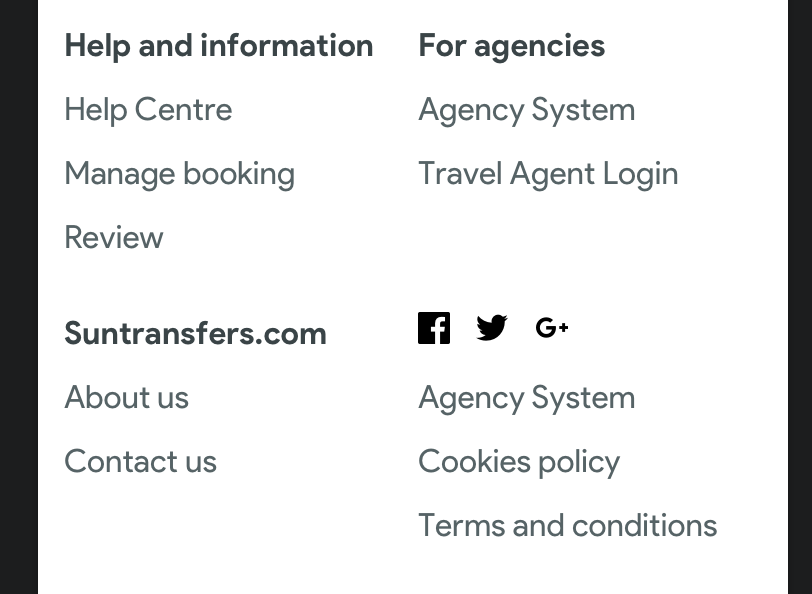 Help and information
Help Centre
Manage booking
Review
For agencies
Agency System
Travel Agent Login
Suntransfers.com
About us
Contact us
G+
Agency System
Cookies policy
Terms and conditions